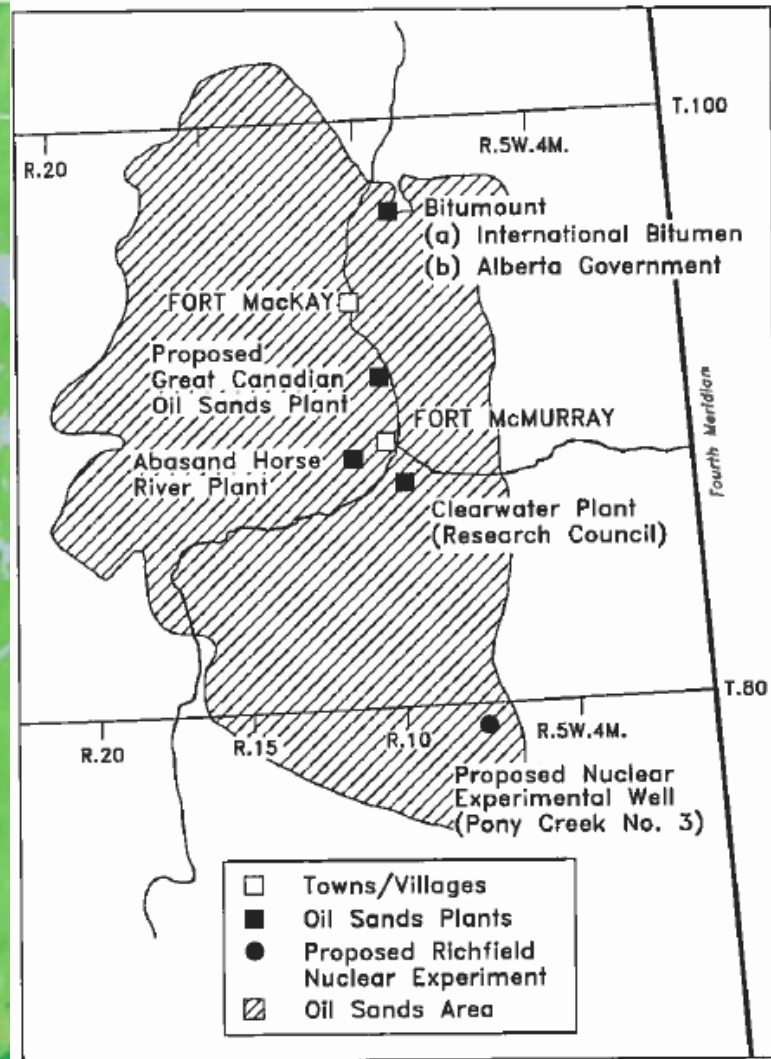 T.100
R.5W.4M.
R.20
Bitumount
(a) International Bitumen
(b) Alberta Government
FORT MacKAY
Proposed
Great Canadian
Oil Sands Plant
FORT McMURRAY
Abasand Horse
River Plant
Clearwater Plant
(Research Council)
Fourth Meridian
T.80
R.20
R.15
R.10
R.5W.4M.
Proposed Nuclear
Experimental Well
(Pony Creek No. 3)
Towns/Villages
Oil Sands Plants
Proposed Richfield
Nuclear Experiment
Oil Sands Area